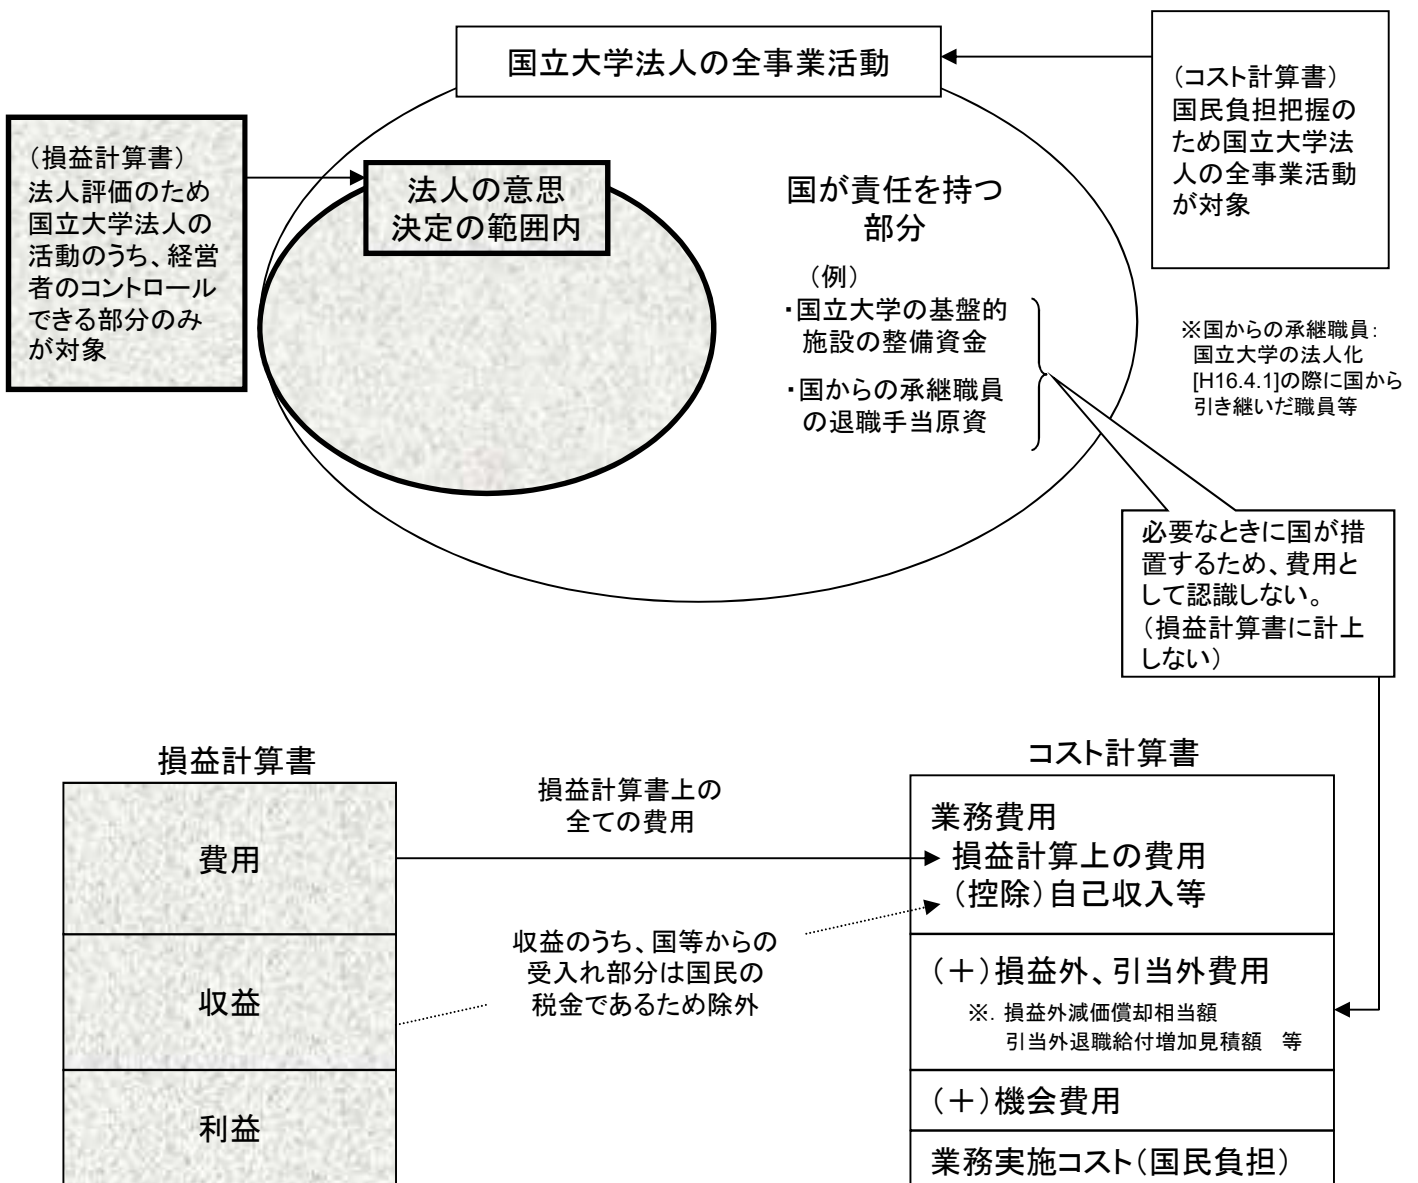 国立大学法人の全事業活動
（コスト計算書）
国民負担把握の
ため国立大学法
人の全事業活動
が対象
（損益計算書）
法人評価のため
国立大学法人の
活動のうち、経営
者のコントロール
できる部分のみ
が対象
法人の意思
決定の範囲内
国が責任を持つ
部分
（例）
・国立大学の基盤的
施設の整備資金
・国からの承継職員
の退職手当原資
※国からの承継職員：
国立大学の法人化
[H16.4.1]の際に国から
引き継いだ職員等
必要なときに国が措
置するため、費用と
して認識しない。
（損益計算書に計上
しない）
損益計算書
費用
収益
利益
損益計算書上の
全ての費用
収益のうち、国等からの
受入れ部分は国民の
税金であるため除外
コスト計算書
業務費用
損益計算上の費用
（控除）自己収入等
（＋）損益外、引当外費用
※．損益外減価償却相当額
引当外退職給付増加見積額　等
（＋）機会費用
業務実施コスト（国民負担）